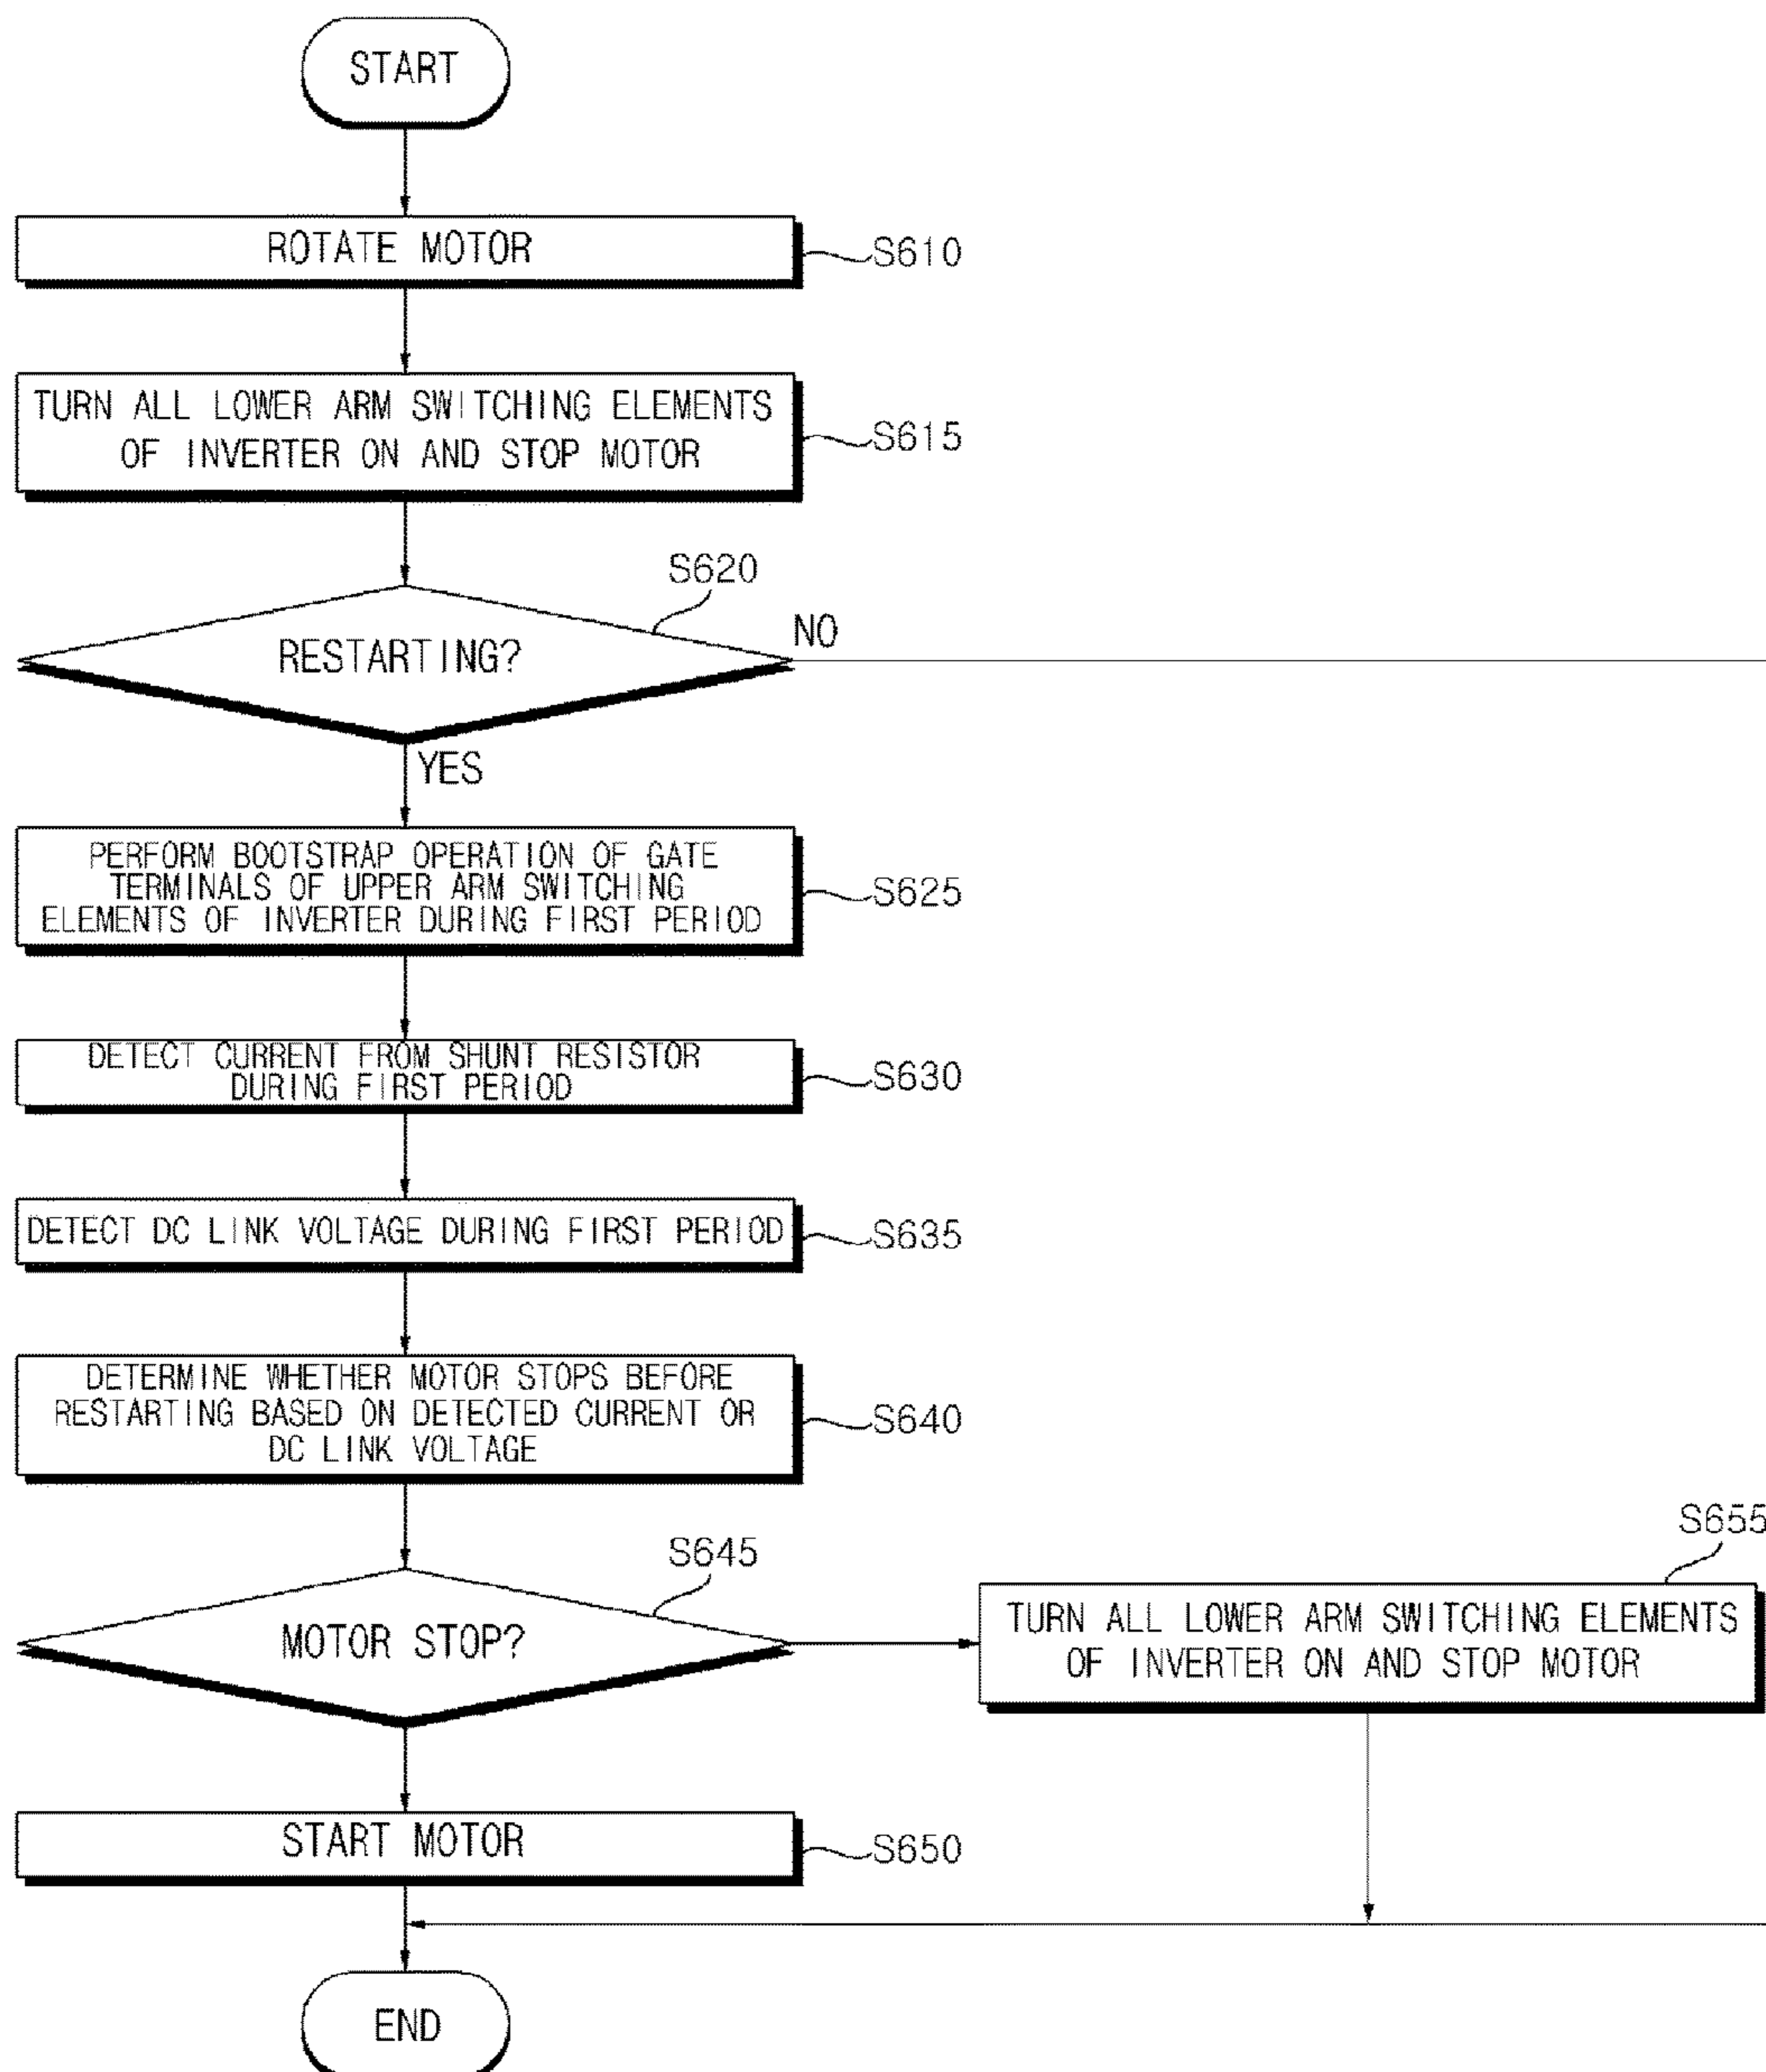 START
ROTATE MOTOR
S610
TURN ALL LOWER ARM SWITCHING ELEMENTS
OF INVERTER ON AND STOP MOTOR
S615
S620
RESTARTING?
NO
YES
PERFORM BOOTSTRAP OPERATION OF GATE
TERMINALS OF UPPER ARM SWITCHING
ELEMENTS OF INVERTER DURING FIRST PERIOD
S625
DETECT CURRENT FROM SHUNT RESISTOR
DURING FIRST PERIOD
S630
DETECT DC LINK VOLTAGE DURING FIRST PERIOD
S635
DETERMINE WHETHER MOTOR STOPS BEFORE
RESTARTING BASED ON DETECTED CURRENT OR
DC LINK VOLTAGE
S640
S645
MOTOR STOP?
S655
TURN ALL LOWER ARM SWITCHING ELEMENTS
OF INVERTER ON AND STOP MOTOR
START MOTOR
S650
END